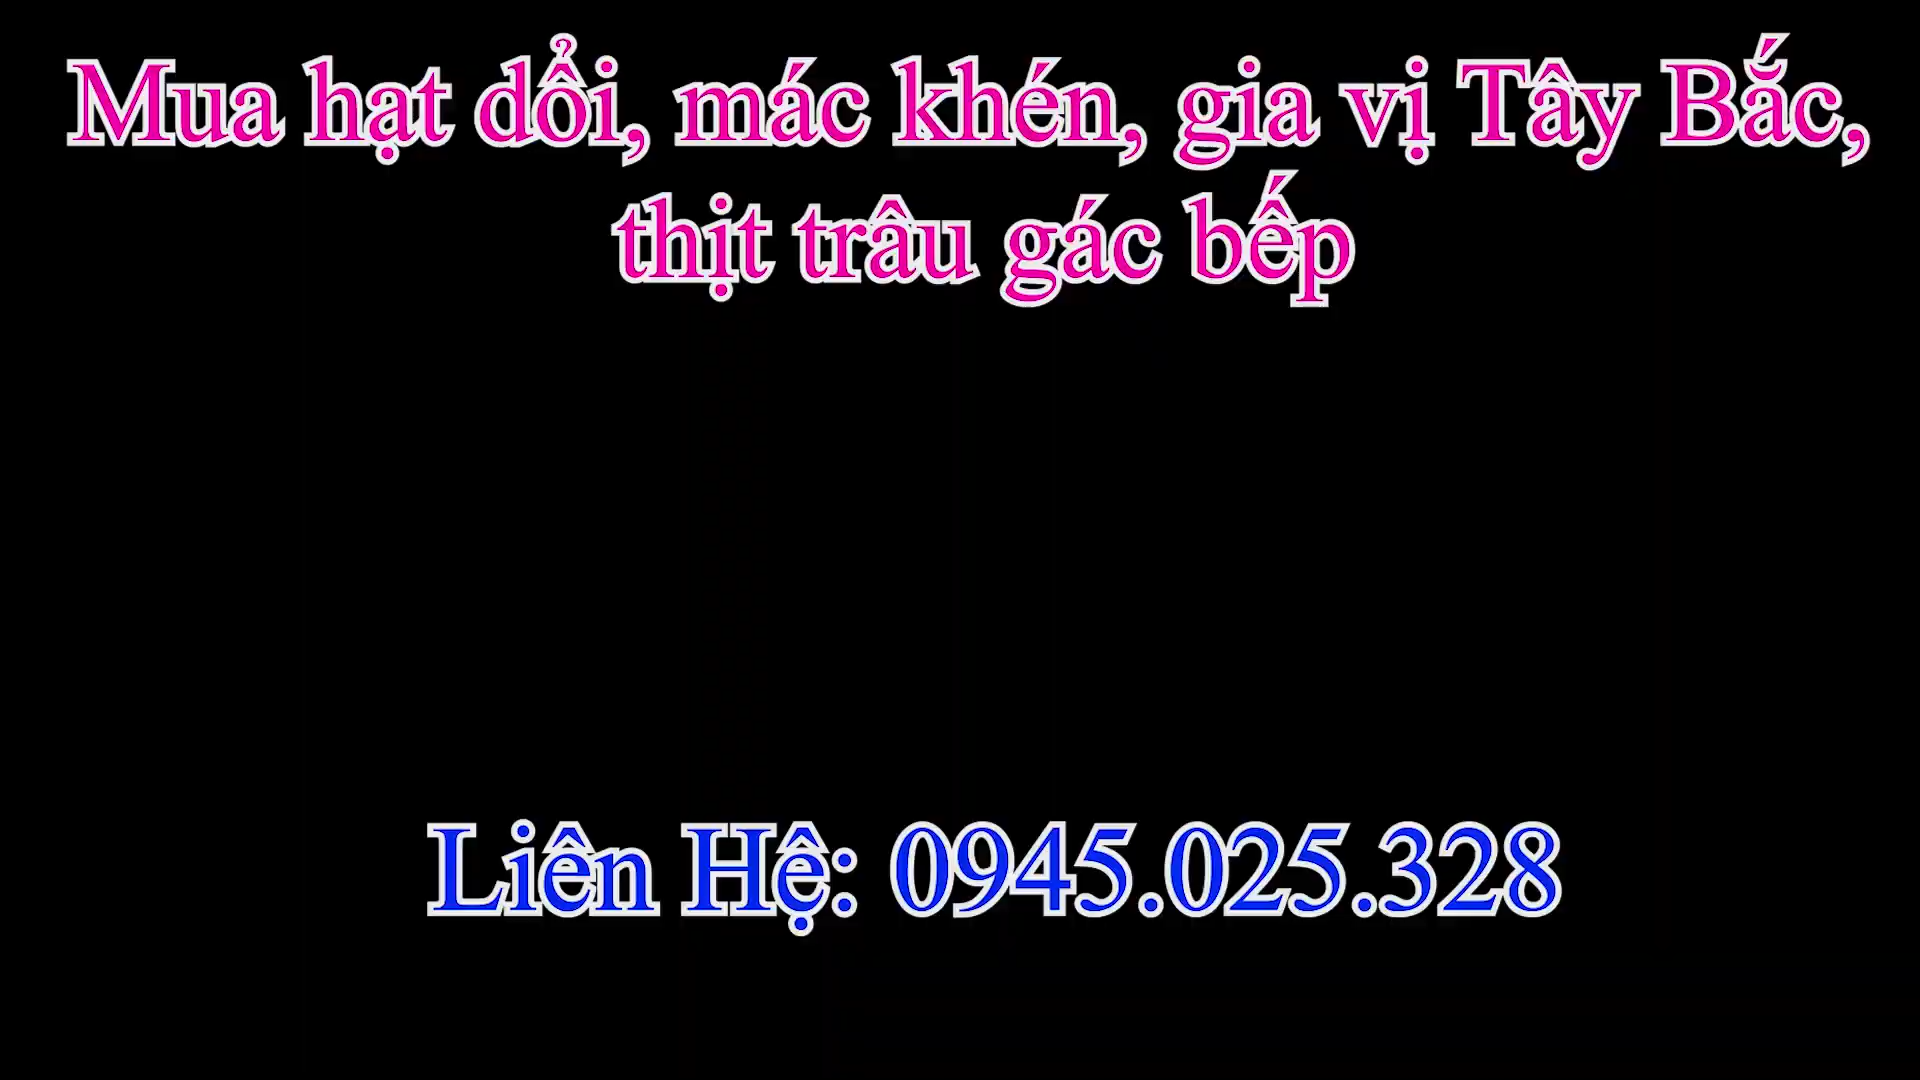 Mua hạt dổi, mác khén, gia vị Tây Bắc,
thịt trâu gác bếp
Liên Hệ: 0945.025.328